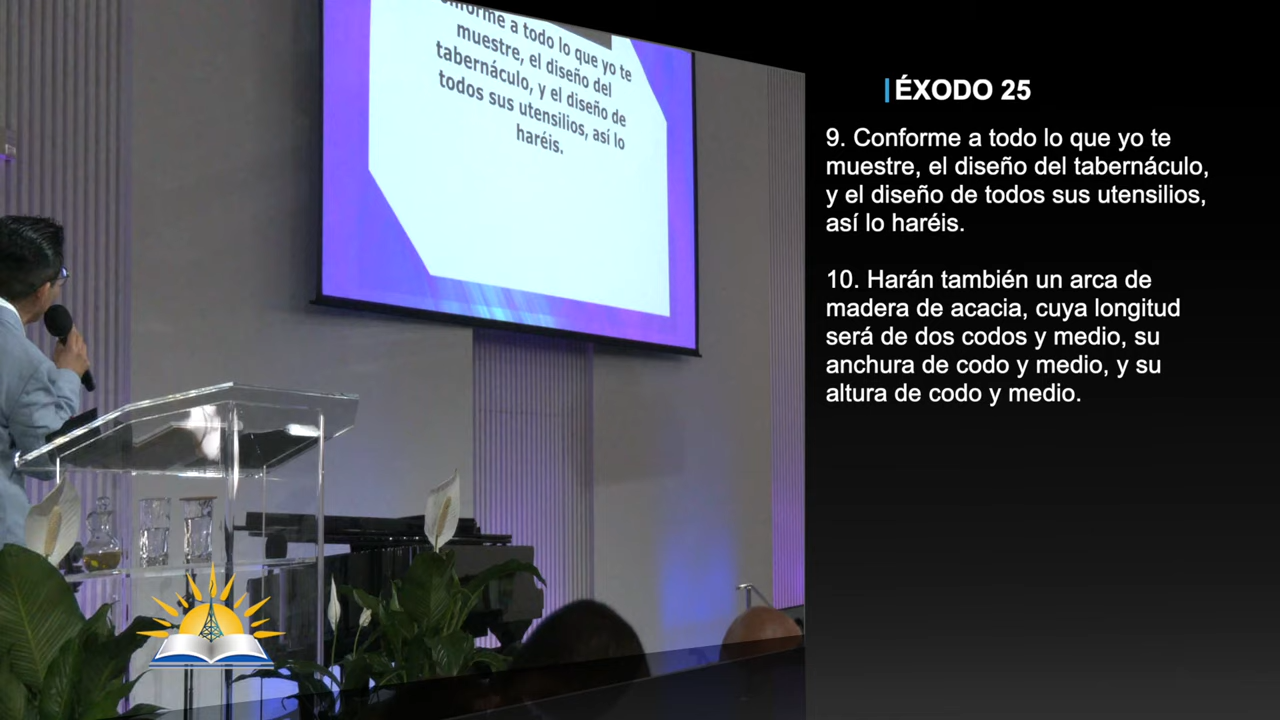 onforme a todo lo que yo te
muestre, el diseño del
tabernáculo, y el diseño de
todos sus utensilios, así lo
haréis.
ÉXODO 25
9. Conforme a todo lo que yo te
muestre, el diseño del tabernáculo,
y el diseño de todos sus utensilios,
así lo haréis.
10. Harán también un arca de
madera de acacia, cuya longitud
será de dos codos y medio, su
anchura de codo y medio, y su
altura de codo y medio.